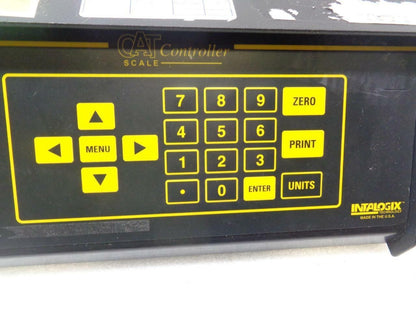 CAT Controller
SCALE
7 8 9 ZERO
4 5 6 PRINT
MENU
1 2 3
. 0 ENTER UNITS
INTALOGIX
MADE IN THE U.S.A.